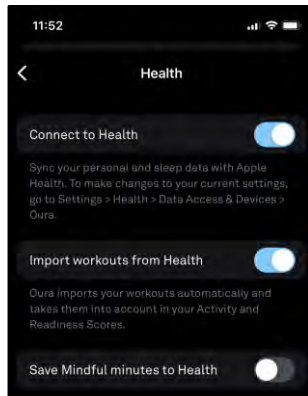 11:52
Health
Connect to Health
Sync your personal and sleep data with Apple
Health. To make changes to your current settings,
go to Settings > Health > Data Access & Devices >
Oura.
Import workouts from Health
Oura imports your workouts automatically and
takes them into account in your Activity and
Readiness Scores.
Save Mindful minutes to Health